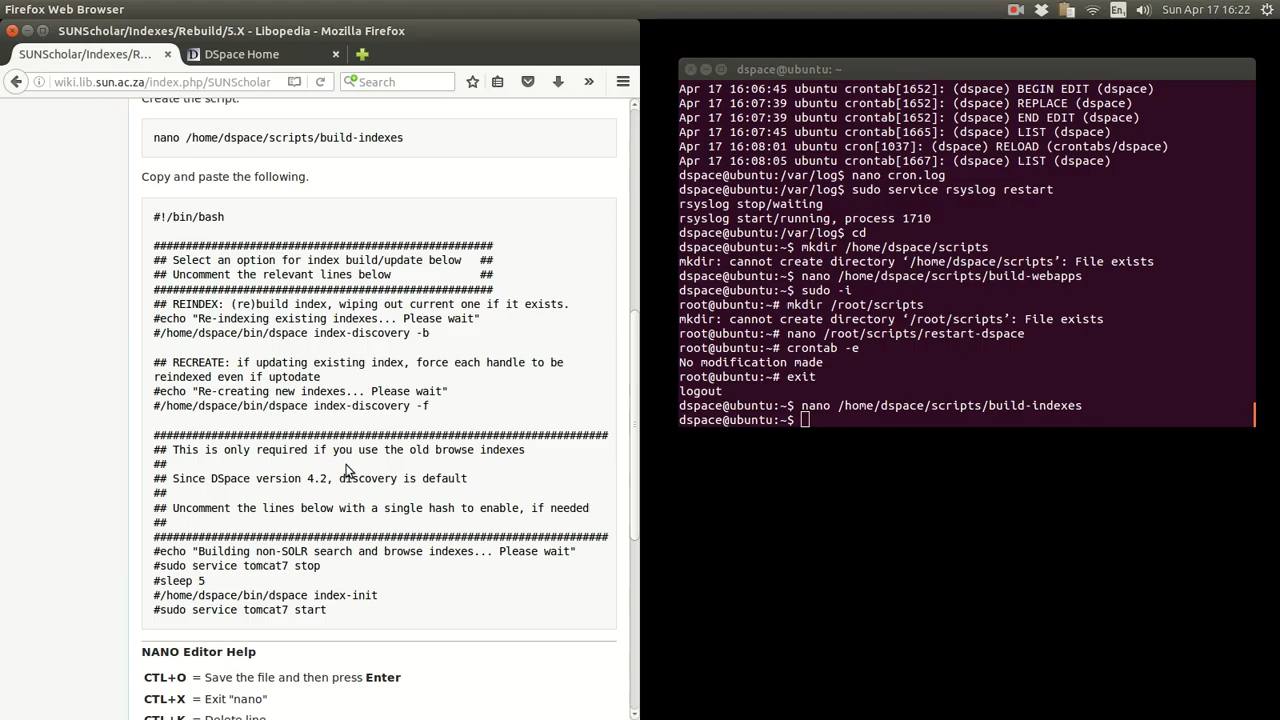 Firefox Web Browser
En1
Sun Apr 17 16:22
SUNScholar/Indexes/Rebuild/5.X - Libopedia - Mozilla Firefox
SUNScholar/Indexes/R...
DSpace Home
wiki.lib.sun.ac.za/index.php/SUNScholar
Search
Create the script.
nano /home/dspace/scripts/build-indexes
Copy and paste the following.
#!/bin/bash
#####################################################
## Select an option for index build/update below ##
## Uncomment the relevant lines below ##
#####################################################
## REINDEX: (re)build index, wiping out current one if it exists.
#echo "Re-indexing existing indexes... Please wait"
#/home/dspace/bin/dspace index-discovery -b
## RECREATE: if updating existing index, force each handle to be
reindexed even if uptodate
#echo "Re-creating new indexes... Please wait"
#/home/dspace/bin/dspace index-discovery -f
#######################################################################
## This is only required if you use the old browse indexes
##
## Since DSpace version 4.2, discovery is default
##
## Uncomment the lines below with a single hash to enable, if needed
##
#######################################################################
#echo "Building non-SOLR search and browse indexes... Please wait"
#sudo service tomcat7 stop
#sleep 5
#/home/dspace/bin/dspace index-init
#sudo service tomcat7 start
NANO Editor Help
CTL+O = Save the file and then press Enter
CTL+X = Exit "nano"
CTL+K = Delete line
dspace@ubuntu: ~
Apr 17 16:06:45 ubuntu crontab[1652]: (dspace) BEGIN EDIT (dspace)
Apr 17 16:07:39 ubuntu crontab[1652]: (dspace) REPLACE (dspace)
Apr 17 16:07:39 ubuntu crontab[1652]: (dspace) END EDIT (dspace)
Apr 17 16:07:45 ubuntu crontab[1665]: (dspace) LIST (dspace)
Apr 17 16:08:01 ubuntu cron[1037]: (dspace) RELOAD (crontabs/dspace)
Apr 17 16:08:05 ubuntu crontab[1667]: (dspace) LIST (dspace)
dspace@ubuntu:/var/log$ nano cron.log
dspace@ubuntu:/var/log$ sudo service rsyslog restart
rsyslog stop/waiting
rsyslog start/running, process 1710
dspace@ubuntu:/var/log$ cd
dspace@ubuntu:~$ mkdir /home/dspace/scripts
mkdir: cannot create directory ‘/home/dspace/scripts’: File exists
dspace@ubuntu:~$ nano /home/dspace/scripts/build-webapps
dspace@ubuntu:~$ sudo -i
root@ubuntu:~# mkdir /root/scripts
mkdir: cannot create directory ‘/root/scripts’: File exists
root@ubuntu:~# nano /root/scripts/restart-dspace
root@ubuntu:~# crontab -e
No modification made
root@ubuntu:~# exit
logout
dspace@ubuntu:~$ nano /home/dspace/scripts/build-indexes
dspace@ubuntu:~$